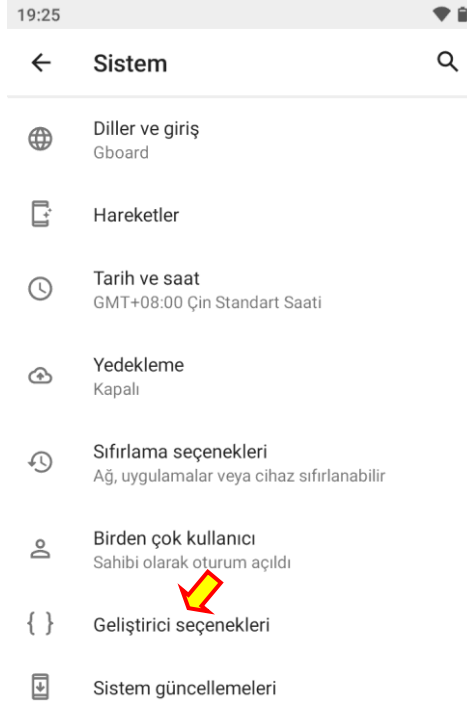 19:25
Sistem
Diller ve giriş
Gboard
Hareketler
Tarih ve saat
GMT+08:00 Çin Standart Saati
Yedekleme
Kapalı
Sıfırlama seçenekleri
Ağ, uygulamalar veya cihaz sıfırlanabilir
Birden çok kullanıcı
Sahibi olarak oturum açıldı
{ } Geliştirici seçenekleri
Sistem güncellemeleri